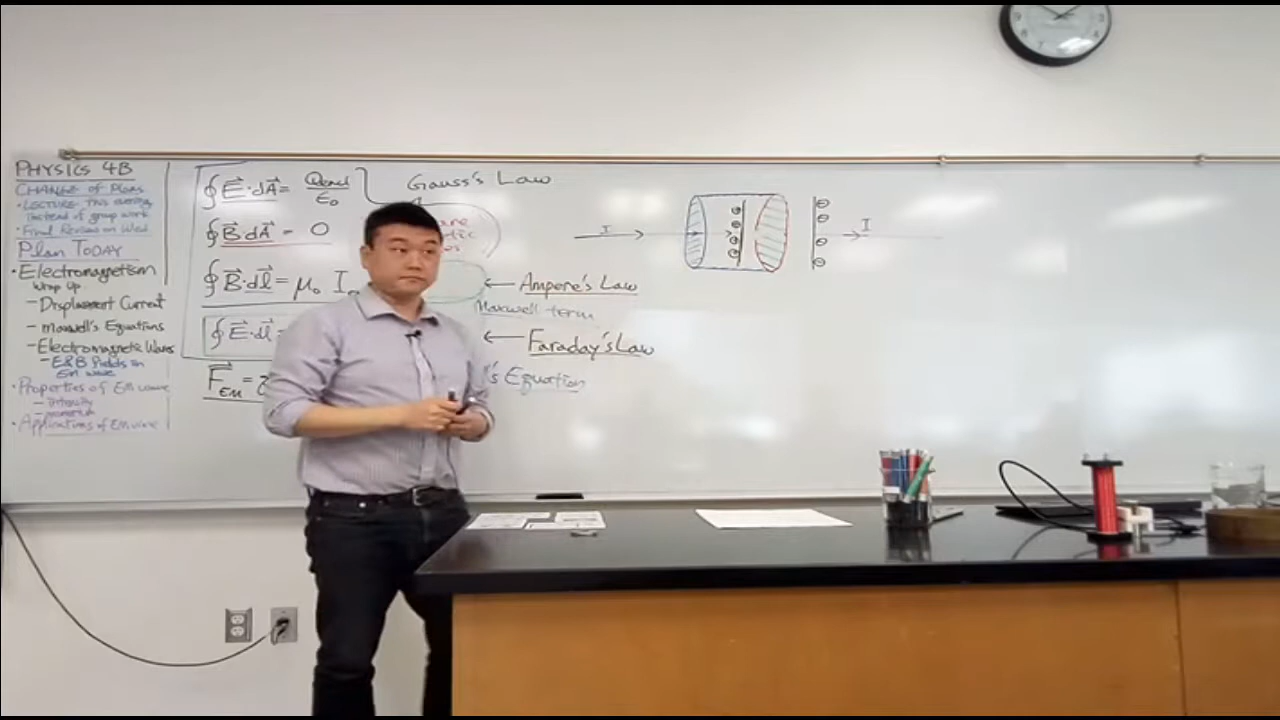 PHYSICS 4B
CHANGE of Plans
• LECTURE this evening
instead of group work
• Final Review on Wed.
Plan TODAY
• Electromagnetism
wrap up
- Displacement Current
- Maxwell's Equations
- Electromagnetic Waves
- E&B fields in
EM wave
• Properties of EM wave
- intensity
- momentum
• Applications of EM wave
∮E⃗·dA⃗ = Qencl/ε₀
Gauss's Law
∮B⃗·dA⃗ = 0
∮B⃗·dl⃗ = μ₀ I
← Ampere's Law
Maxwell term
∮E⃗·dl⃗ =
← Faraday's Law
F⃗EM =
's Equation
I
I